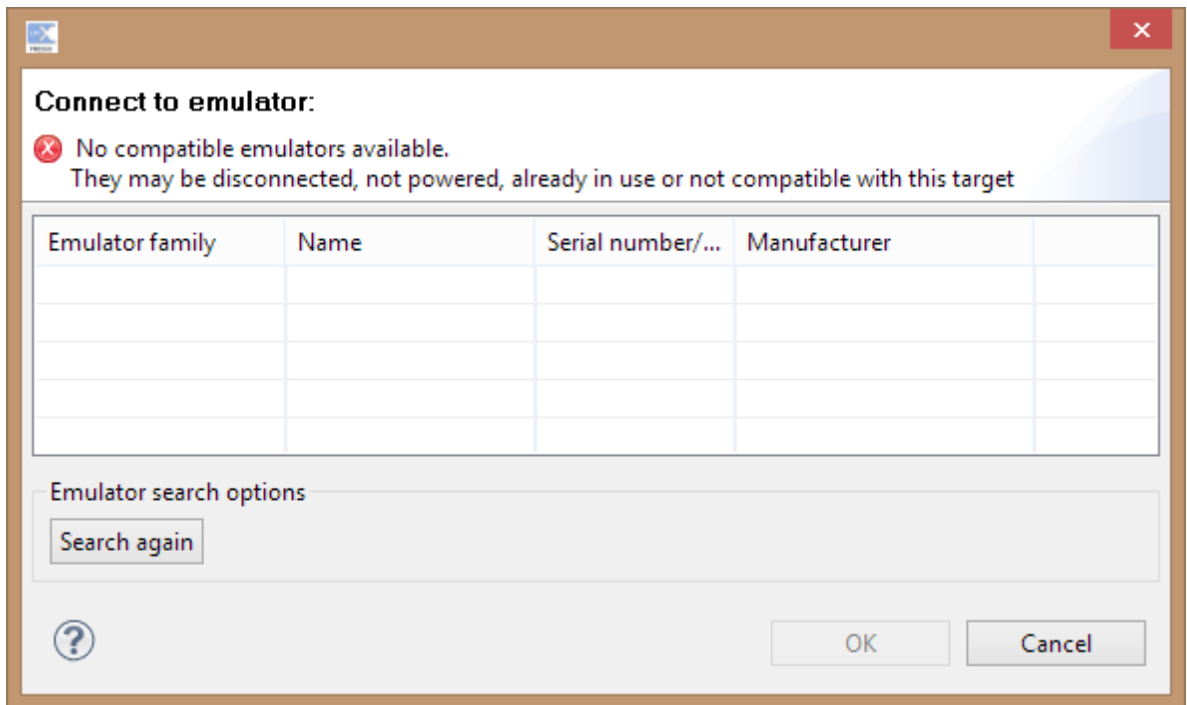 Connect to emulator:
No compatible emulators available.
They may be disconnected, not powered, already in use or not compatible with this target
Emulator family Name Serial number/... Manufacturer
Emulator search options
Search again
? OK Cancel